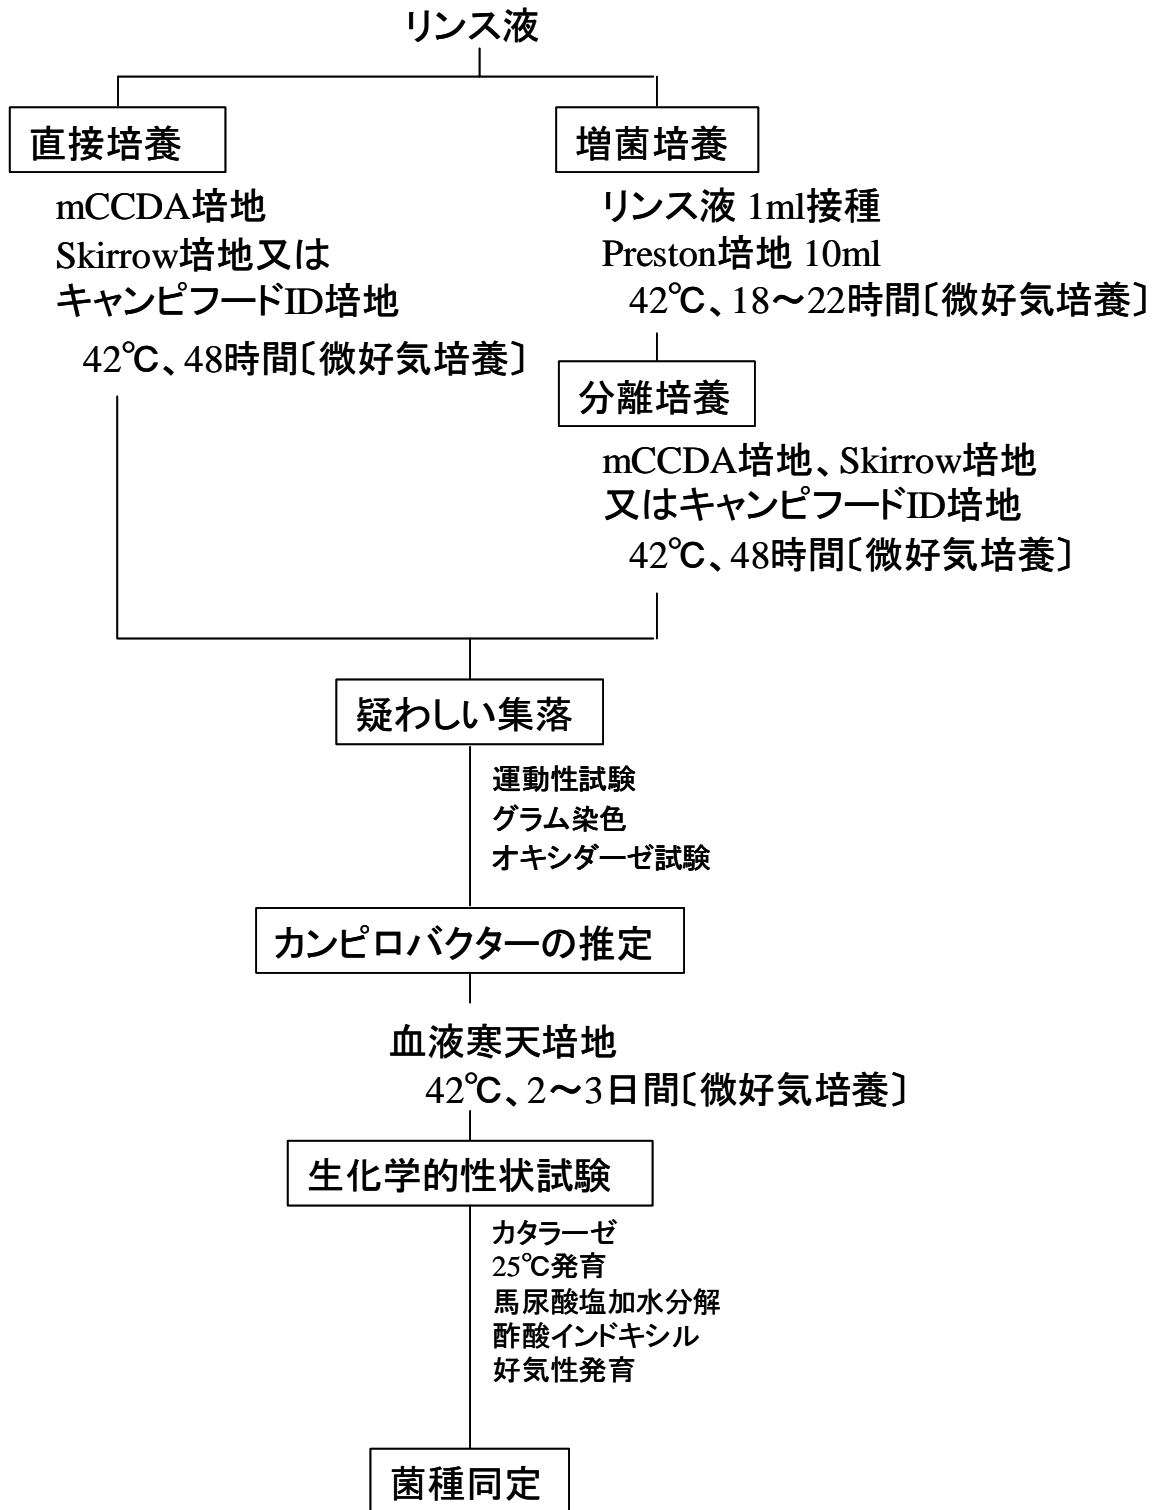 リンス液
直接培養
mCCDA培地
Skirrow培地又は
キャンピフードID培地
42℃、48時間〔微好気培養〕
増菌培養
リンス液 1ml接種
Preston培地 10ml
42℃、18～22時間〔微好気培養〕
分離培養
mCCDA培地、Skirrow培地
又はキャンピフードID培地
42℃、48時間〔微好気培養〕
疑わしい集落
運動性試験
グラム染色
オキシダーゼ試験
カンピロバクターの推定
血液寒天培地
42℃、2～3日間〔微好気培養〕
生化学的性状試験
カタラーゼ
25℃発育
馬尿酸塩加水分解
酢酸インドキシル
好気性発育
菌種同定